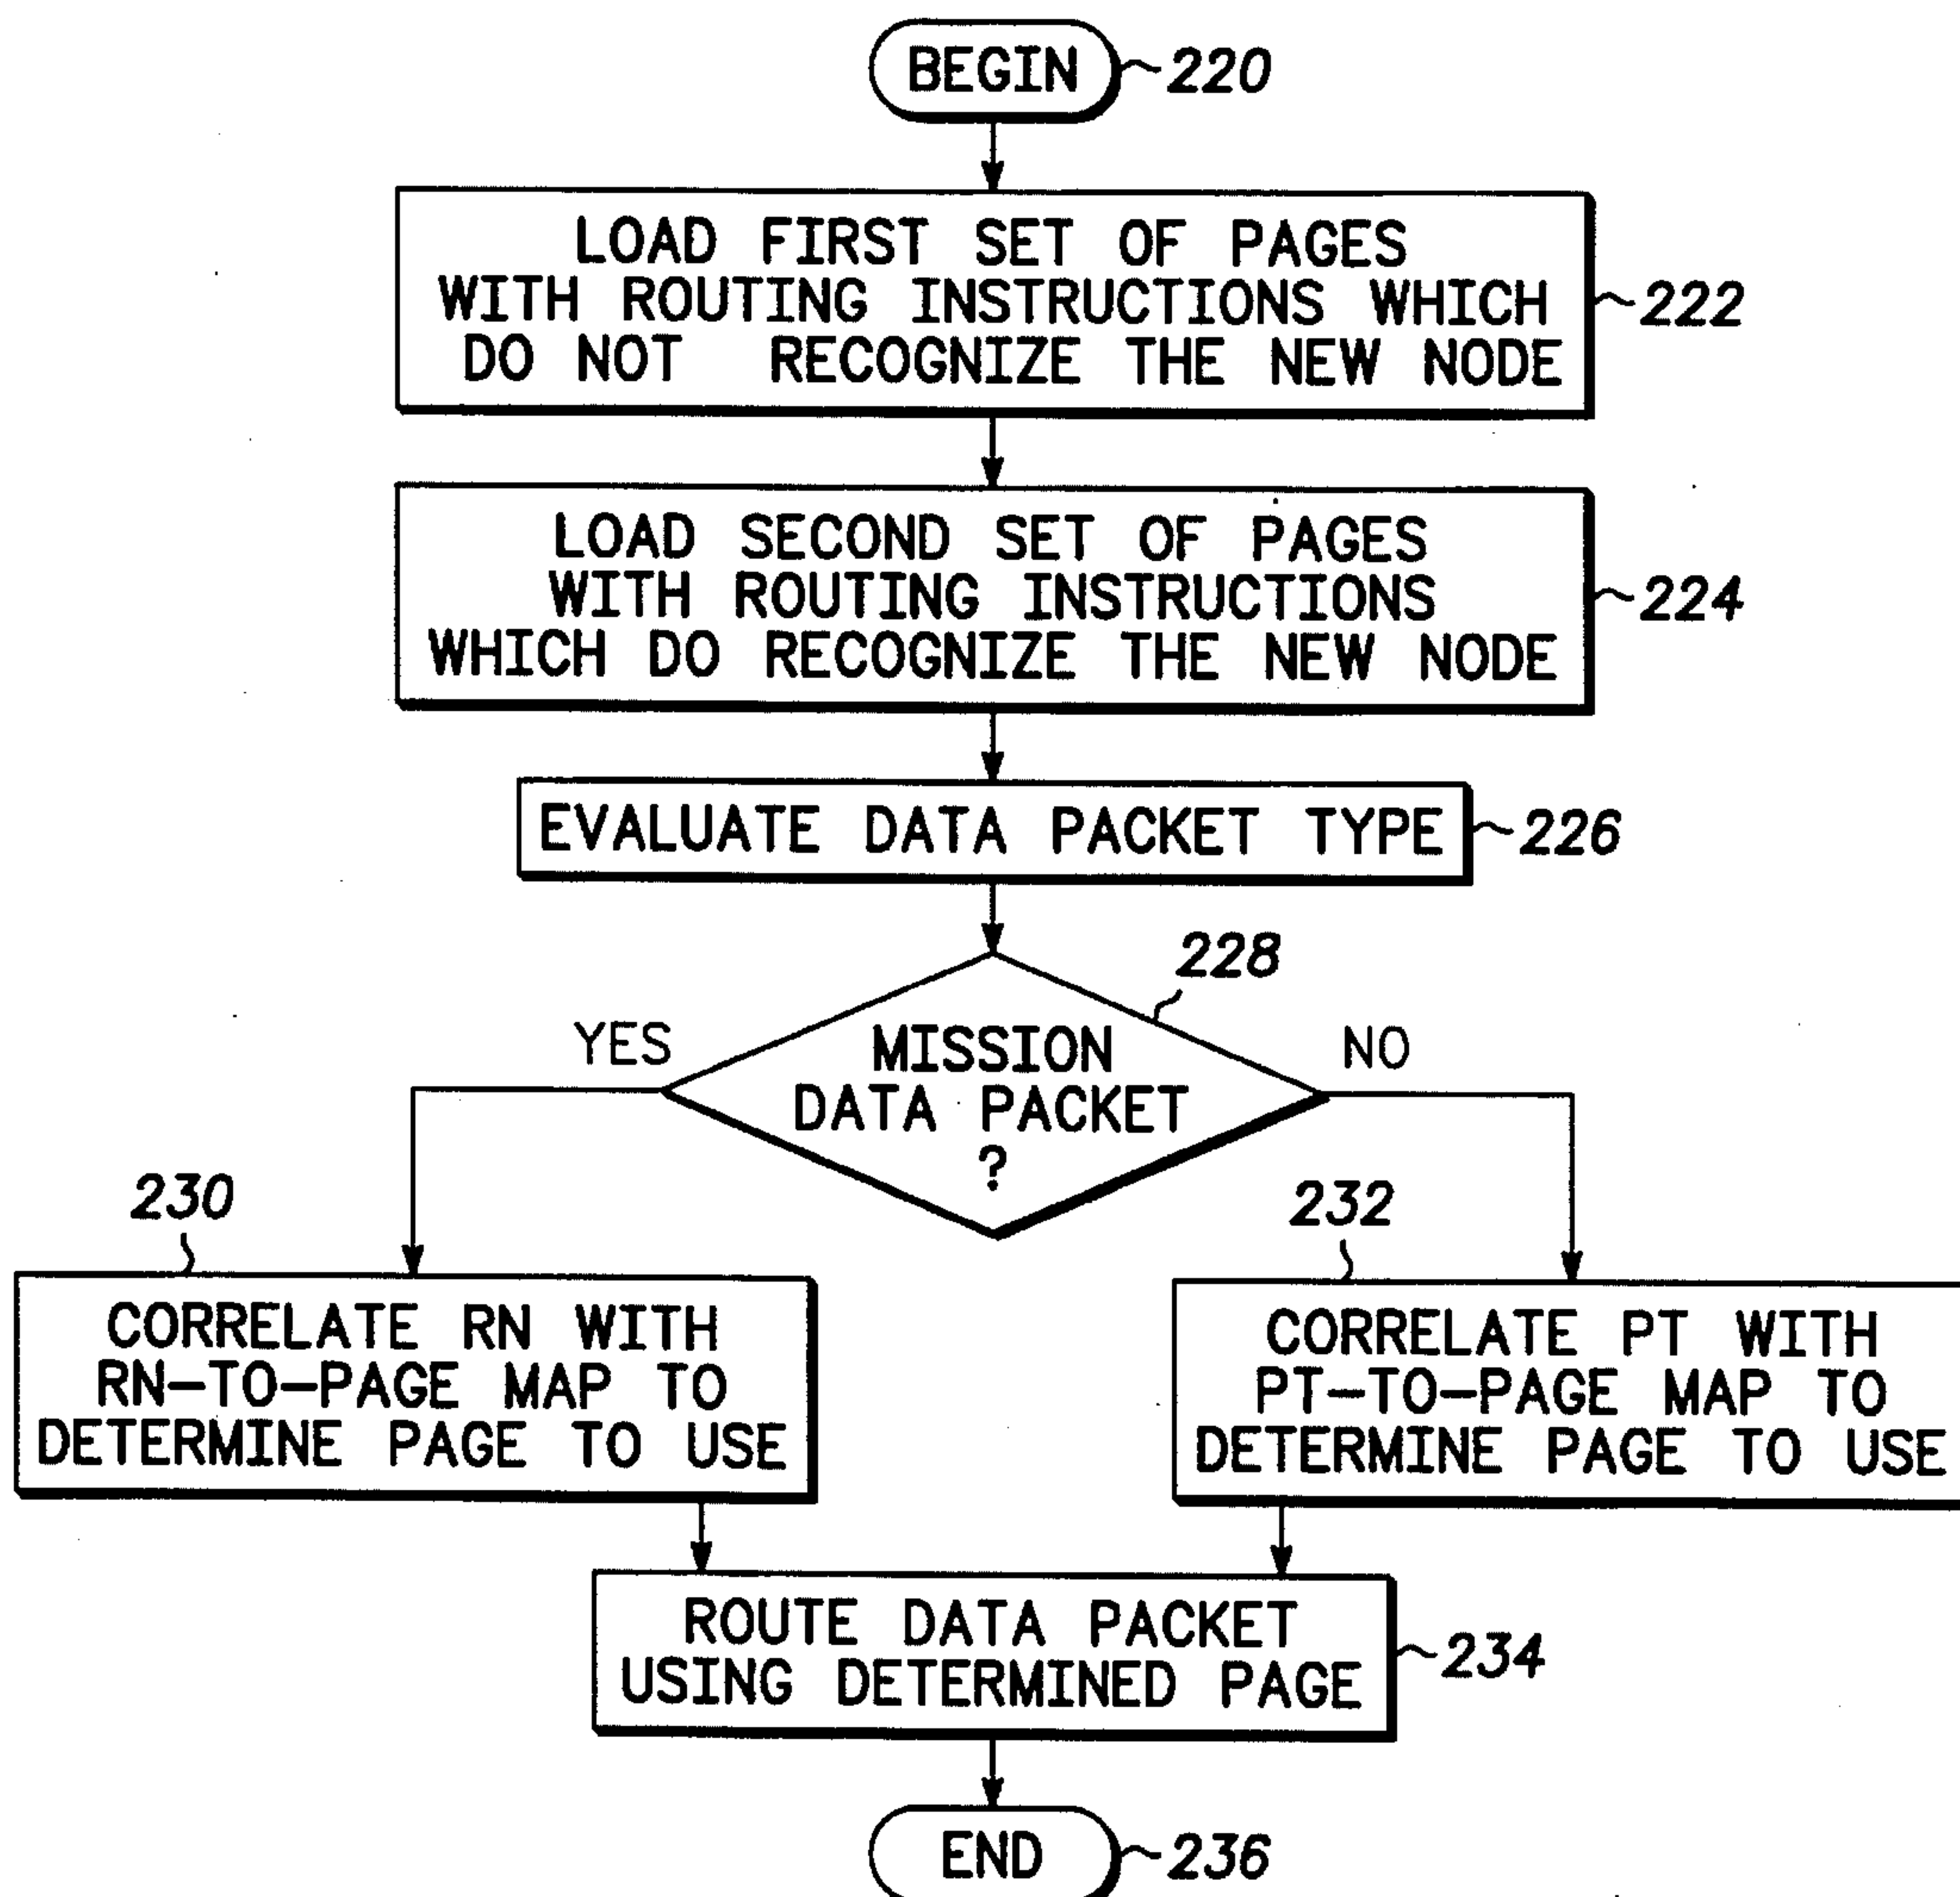 BEGIN 220
LOAD FIRST SET OF PAGES
WITH ROUTING INSTRUCTIONS WHICH
DO NOT RECOGNIZE THE NEW NODE
222
LOAD SECOND SET OF PAGES
WITH ROUTING INSTRUCTIONS
WHICH DO RECOGNIZE THE NEW NODE
224
EVALUATE DATA PACKET TYPE 226
228
YES
MISSION
DATA PACKET
?
NO
230
CORRELATE RN WITH
RN-TO-PAGE MAP TO
DETERMINE PAGE TO USE
232
CORRELATE PT WITH
PT-TO-PAGE MAP TO
DETERMINE PAGE TO USE
ROUTE DATA PACKET
USING DETERMINED PAGE
234
END 236